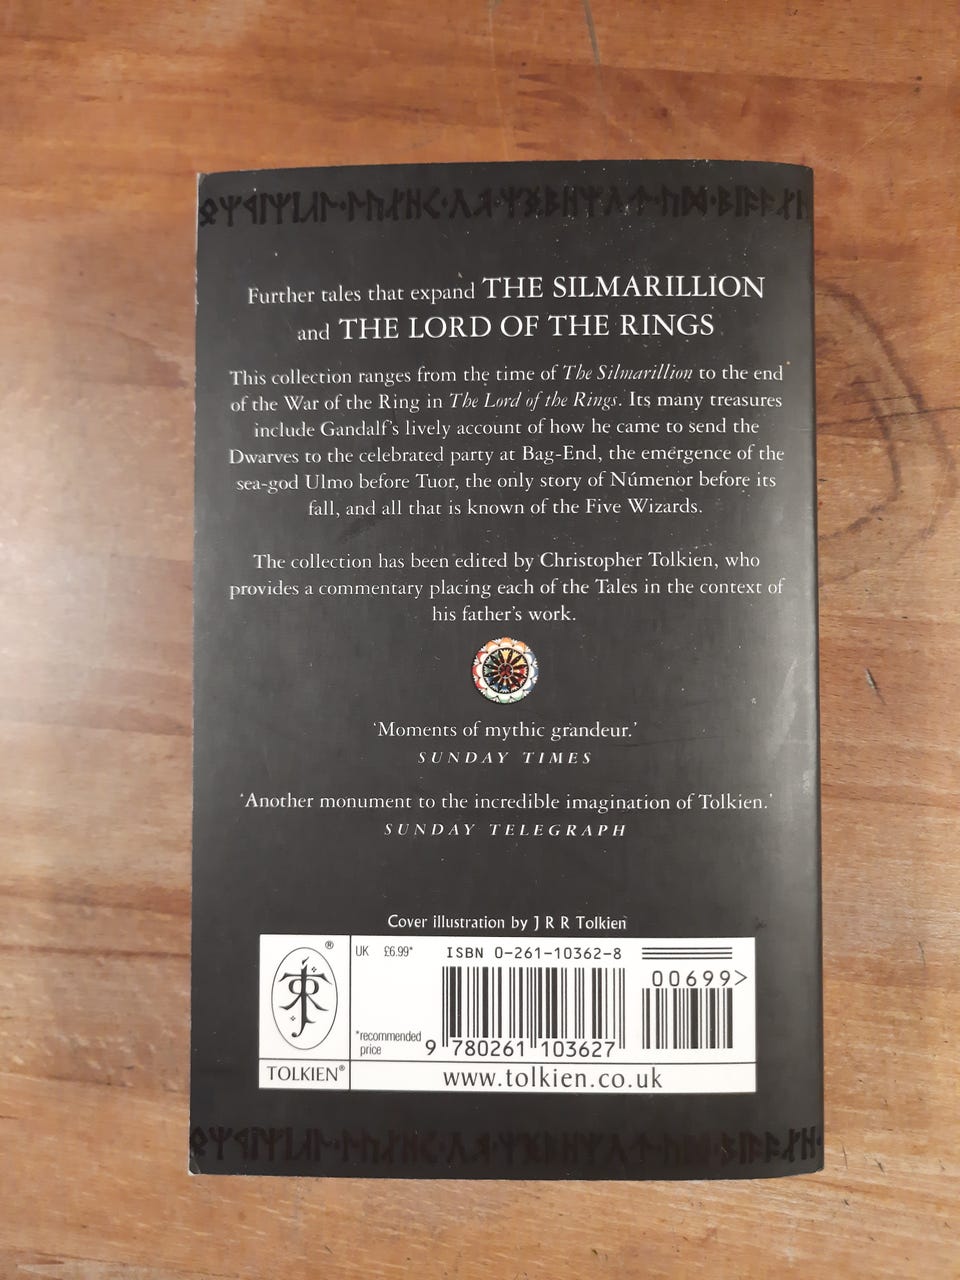 Further tales that expand THE SILMARILLION
and THE LORD OF THE RINGS
This collection ranges from the time of The Silmarillion to the end
of the War of the Ring in The Lord of the Rings. Its many treasures
include Gandalf's lively account of how he came to send the
Dwarves to the celebrated party at Bag-End, the emergence of the
sea-god Ulmo before Tuor, the only story of Númenor before its
fall, and all that is known of the Five Wizards.
The collection has been edited by Christopher Tolkien, who
provides a commentary placing each of the Tales in the context of
his father's work.
'Moments of mythic grandeur.'
SUNDAY TIMES
'Another monument to the incredible imagination of Tolkien.'
SUNDAY TELEGRAPH
Cover illustration by J R R Tolkien
®
UK £6.99*
ISBN 0-261-10362-8
00699>
*recommended
price
9 780261 103627
TOLKIEN®
www.tolkien.co.uk